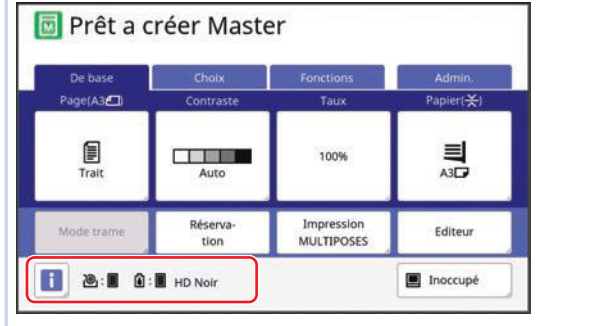 M Prêt a créer Master
De base Choix Fonctions Admin.
Page(A3) Contraste Taux Papier(
Trait Auto 100% A3
Mode trame Réserva-
tion Impression
MULTIPOSES Editeur
i : : HD Noir Inoccupé